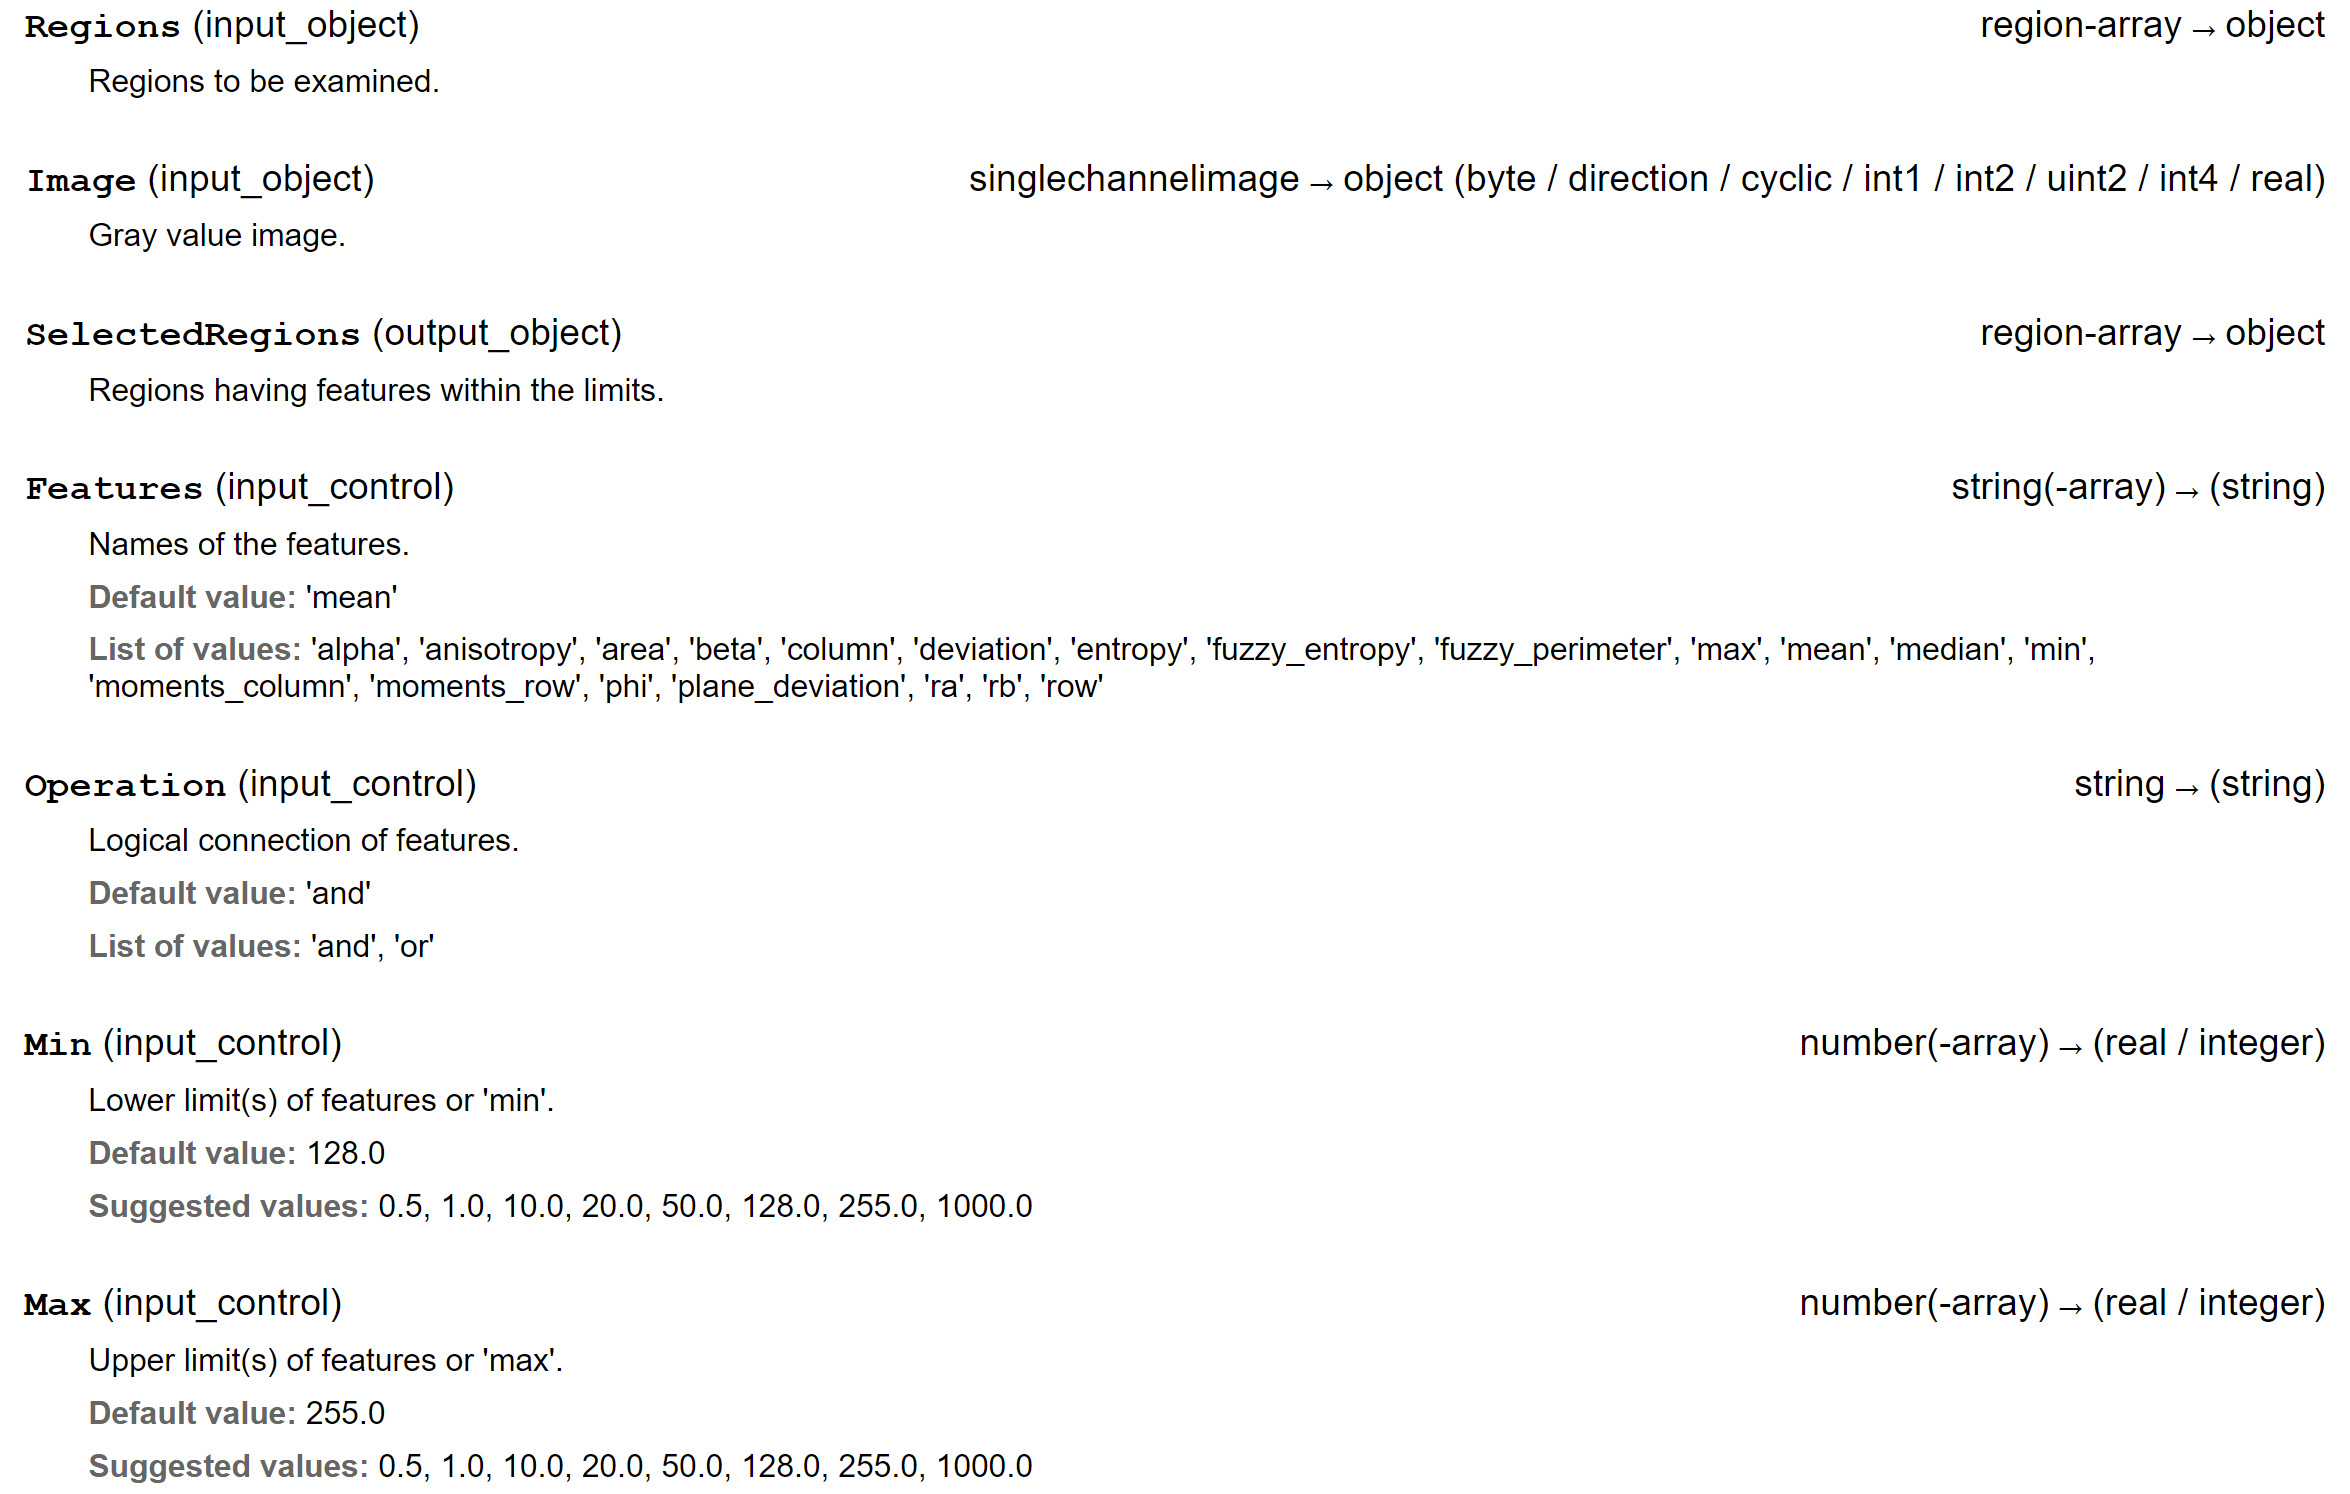 Regions (input_object) region-array → object
Regions to be examined.
Image (input_object) singlechannelimage → object (byte / direction / cyclic / int1 / int2 / uint2 / int4 / real)
Gray value image.
SelectedRegions (output_object) region-array → object
Regions having features within the limits.
Features (input_control) string(-array) → (string)
Names of the features.
Default value: 'mean'
List of values: 'alpha', 'anisotropy', 'area', 'beta', 'column', 'deviation', 'entropy', 'fuzzy_entropy', 'fuzzy_perimeter', 'max', 'mean', 'median', 'min',
'moments_column', 'moments_row', 'phi', 'plane_deviation', 'ra', 'rb', 'row'
Operation (input_control) string → (string)
Logical connection of features.
Default value: 'and'
List of values: 'and', 'or'
Min (input_control) number(-array) → (real / integer)
Lower limit(s) of features or 'min'.
Default value: 128.0
Suggested values: 0.5, 1.0, 10.0, 20.0, 50.0, 128.0, 255.0, 1000.0
Max (input_control) number(-array) → (real / integer)
Upper limit(s) of features or 'max'.
Default value: 255.0
Suggested values: 0.5, 1.0, 10.0, 20.0, 50.0, 128.0, 255.0, 1000.0